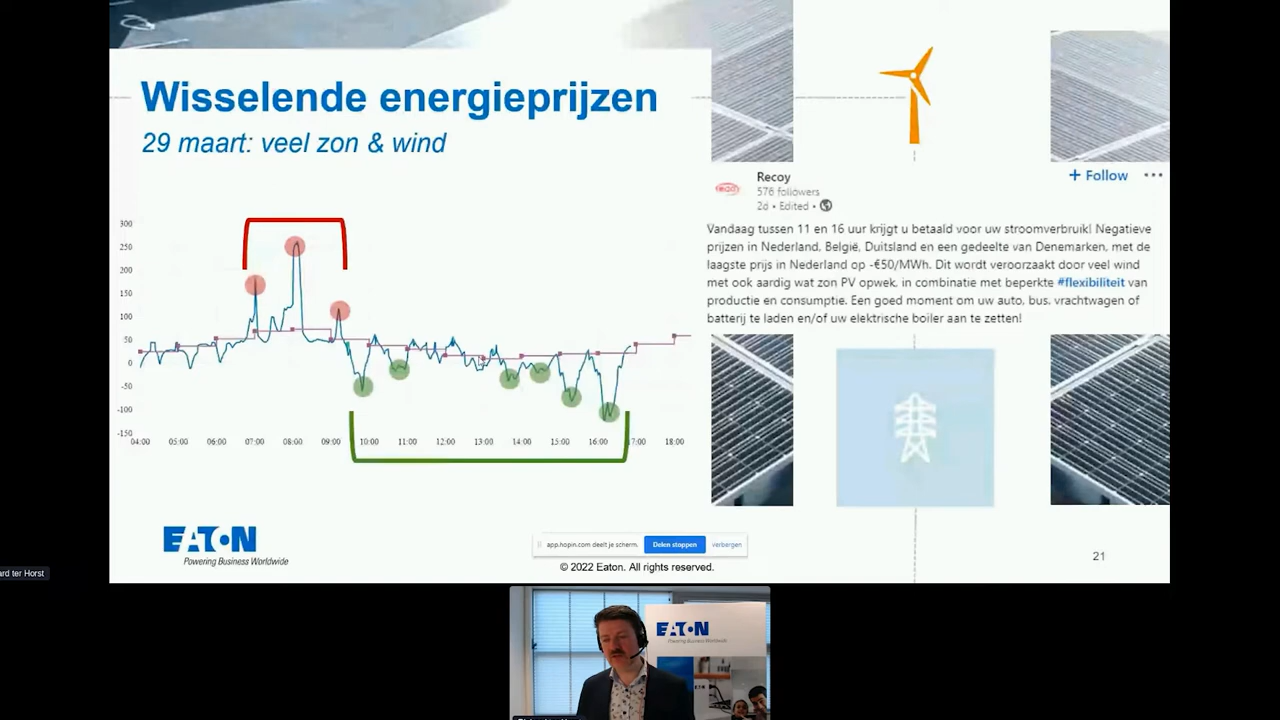 Wisselende energieprijzen
29 maart: veel zon & wind
Recoy
576 followers
2d • Edited •
+ Follow •••
Vandaag tussen 11 en 16 uur krijgt u betaald voor uw stroomverbruik! Negatieve
prijzen in Nederland, België, Duitsland en een gedeelte van Denemarken, met de
laagste prijs in Nederland op -€50/MWh. Dit wordt veroorzaakt door veel wind
met ook aardig wat zon PV opwek, in combinatie met beperkte #flexibiliteit van
productie en consumptie. Een goed moment om uw auto, bus, vrachtwagen of
batterij te laden en/of uw elektrische boiler aan te zetten!
300
250
200
150
100
50
0
-50
-100
-150
04:00 05:00 06:00 07:00 08:00 09:00 10:00 11:00 12:00 13:00 14:00 15:00 16:00 17:00 18:00
EATON
Powering Business Worldwide
app.hopin.com deelt je scherm. Delen stoppen verbergen
© 2022 Eaton. All rights reserved.
21
ard ter Horst
EATON
Powering Business Worldwide